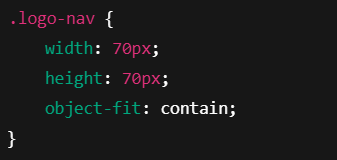 .logo-nav {
    width: 70px;
    height: 70px;
    object-fit: contain;
}